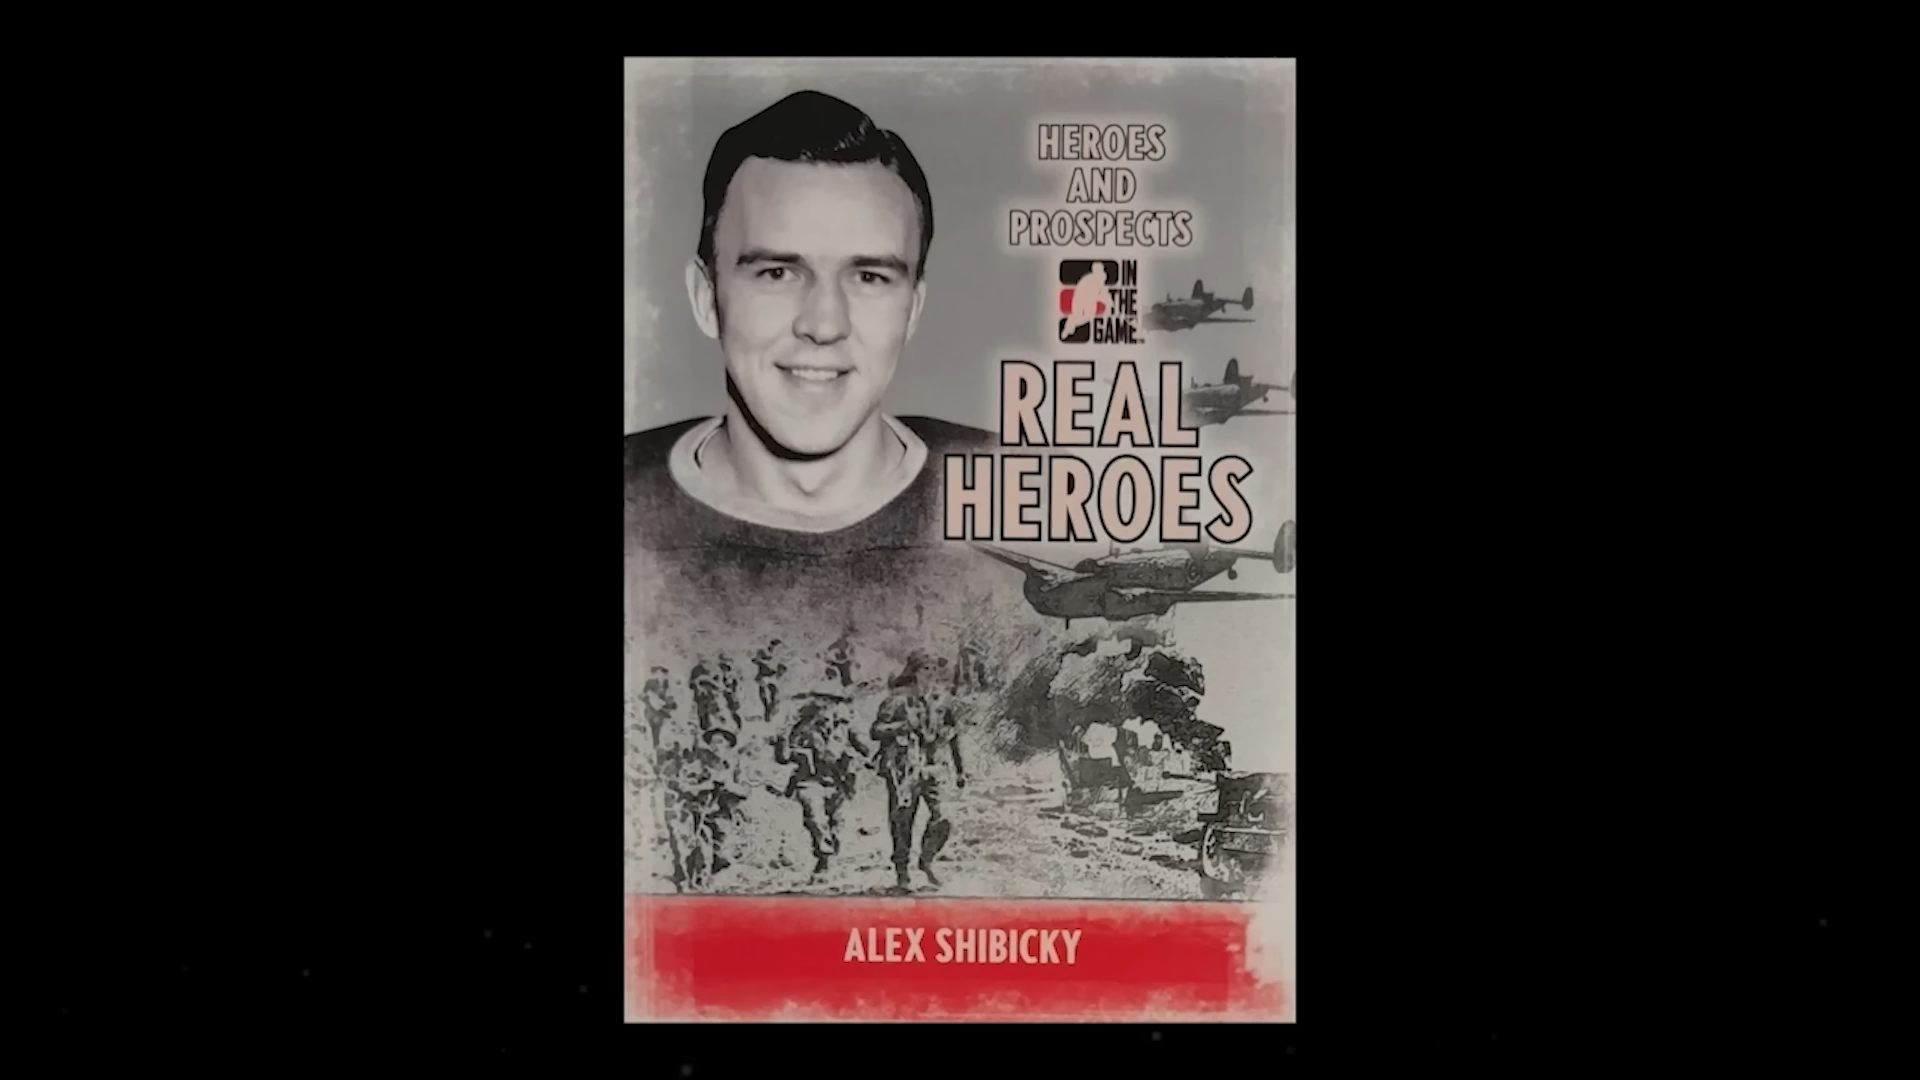 HEROES
AND
PROSPECTS
IN
THE
GAME
REAL
HEROES
ALEX SHIBICKY